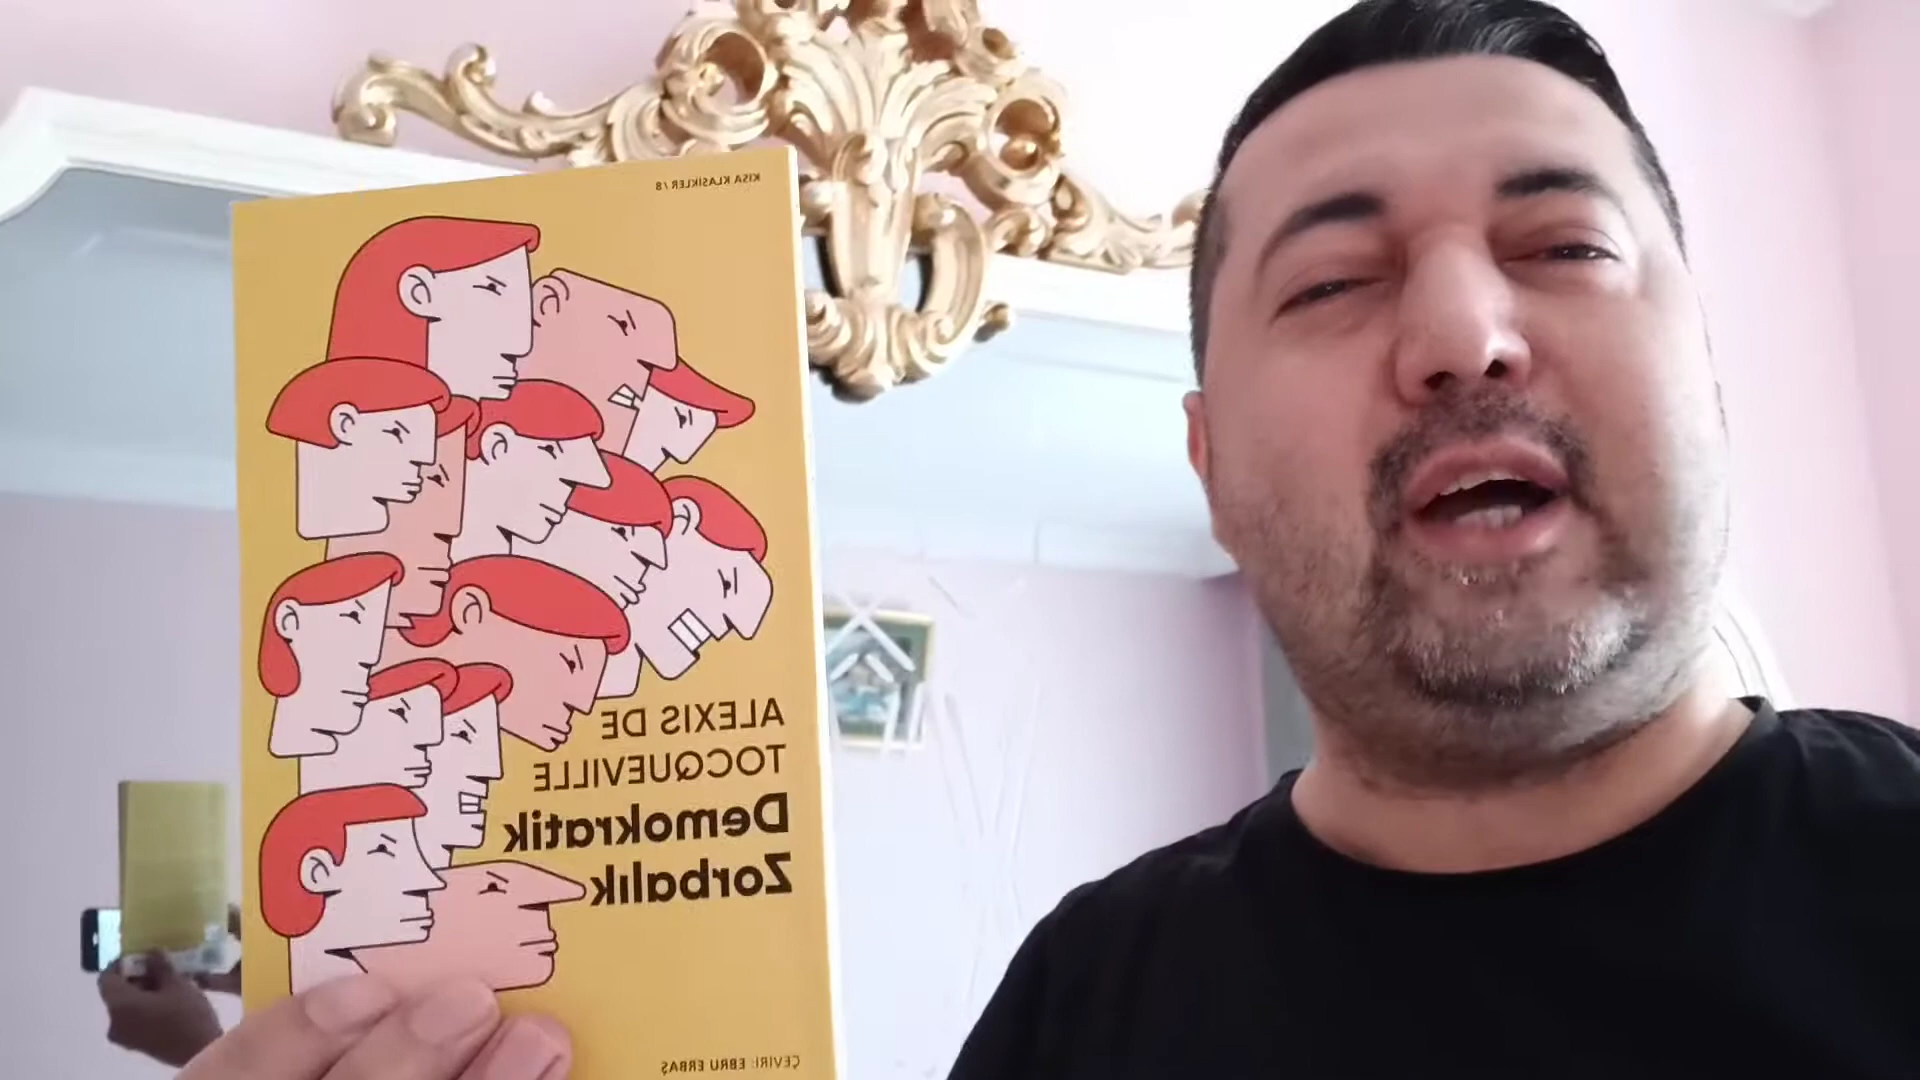 KISA KLASİKLER / 8
ALEXIS DE
TOCQUEVILLE
Demokratik
Zorbalık
ÇEVİRİ: EBRU ERBAŞ